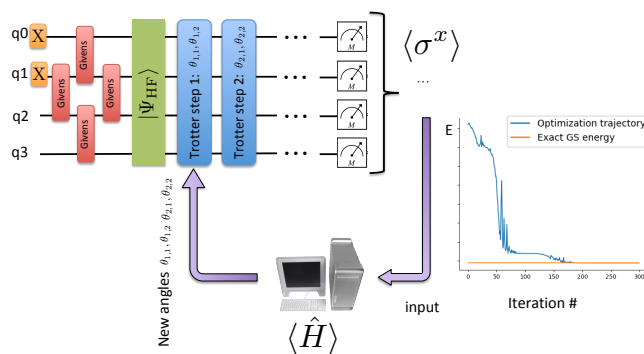 q0
X
q1
X
q2
q3
Givens
Givens
Givens
Givens
|Ψ_HF⟩
Trotter step 1: θ_{1,1}, θ_{1,2}
Trotter step 2: θ_{2,1}, θ_{2,2}
M
M
M
M
⟨σ^x⟩
...
E
Optimization trajectory
Exact GS energy
0 50 100 150 200 250 300
Iteration #
input
⟨Ĥ⟩
New angles θ_{1,1}, θ_{1,2} θ_{2,1}, θ_{2,2}